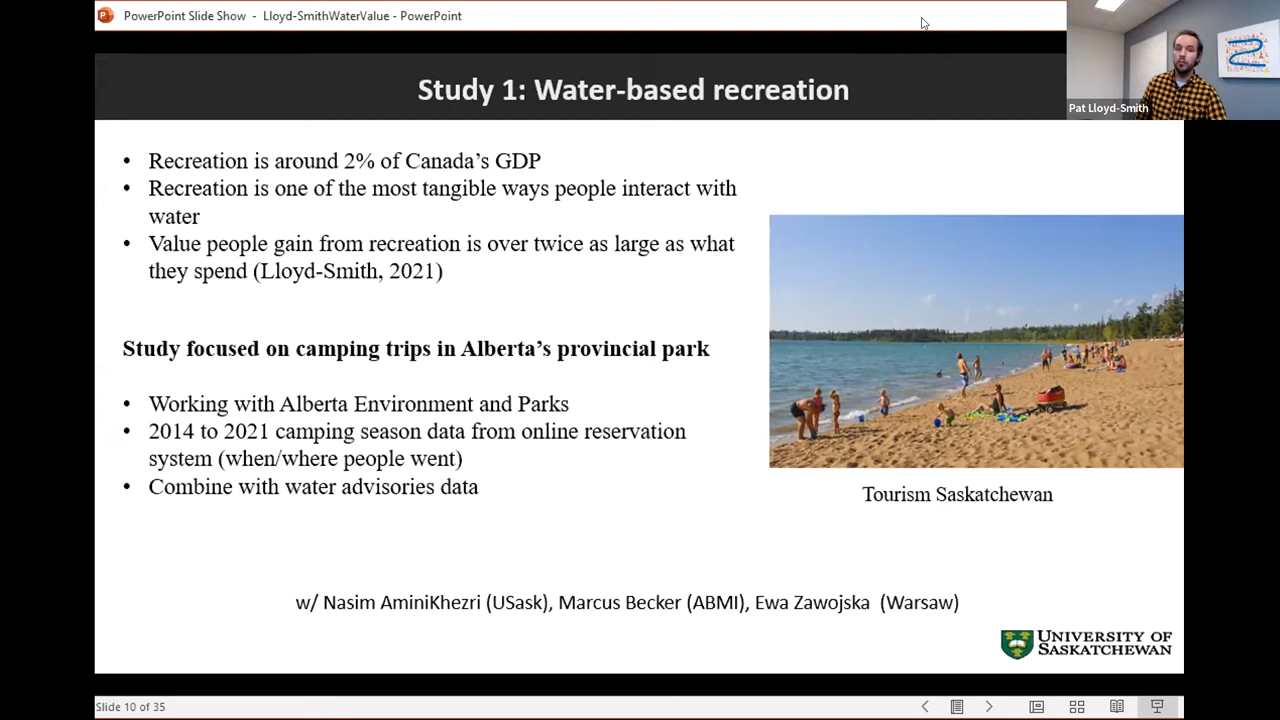 PowerPoint Slide Show - Lloyd-SmithWaterValue - PowerPoint
Pat Lloyd-Smith
Study 1: Water-based recreation
• Recreation is around 2% of Canada's GDP
• Recreation is one of the most tangible ways people interact with
water
• Value people gain from recreation is over twice as large as what
they spend (Lloyd-Smith, 2021)
Study focused on camping trips in Alberta's provincial park
• Working with Alberta Environment and Parks
• 2014 to 2021 camping season data from online reservation
system (when/where people went)
• Combine with water advisories data
Tourism Saskatchewan
w/ Nasim AminiKhezri (USask), Marcus Becker (ABMI), Ewa Zawojska (Warsaw)
UNIVERSITY OF
SASKATCHEWAN
Slide 10 of 35